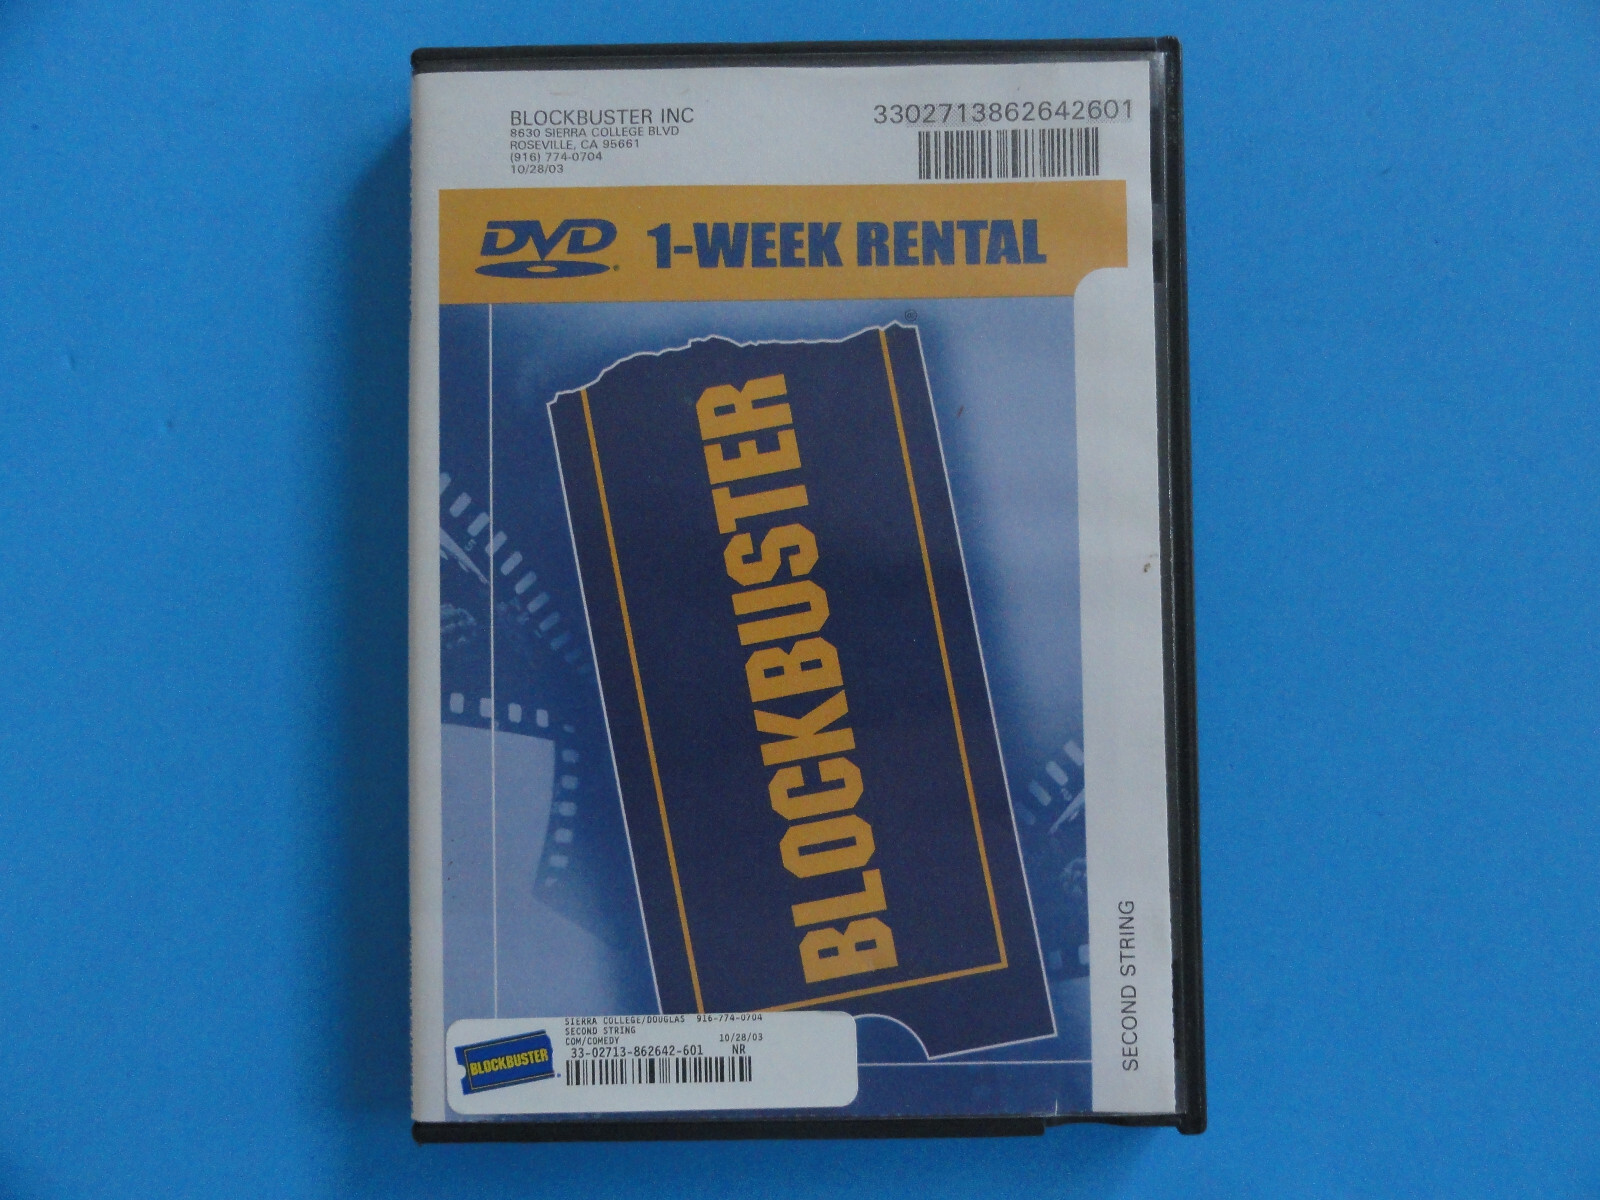 BLOCKBUSTER INC
8630 SIERRA COLLEGE BLVD
ROSEVILLE, CA 95661
(916) 774-0704
10/28/03
3302713862642601
DVD 1-WEEK RENTAL
BLOCKBUSTER®
SECOND STRING
SIERRA COLLEGE/DOUGLAS 916-774-0704
SECOND STRING
COM/COMEDY 10/28/03
33-02713-862642-601 NR
BLOCKBUSTER